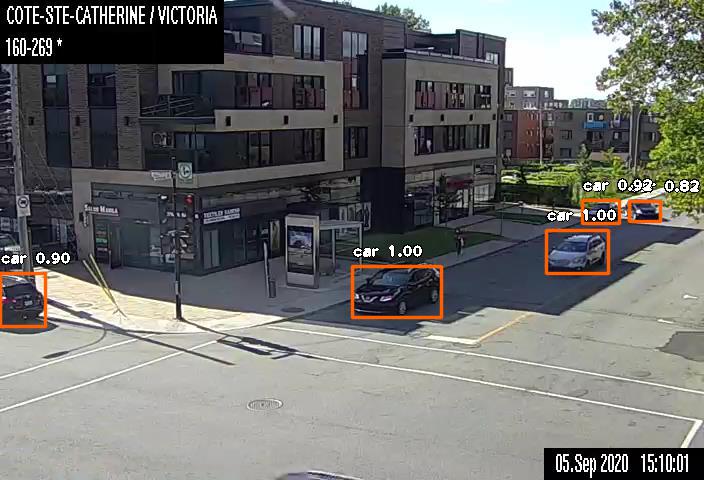 COTE-STE-CATHERINE / VICTORIA
160-269 *
car 0.92
0.82
car 1.00
car 1.00
car 0.90
05.Sep 2020 15:10:01